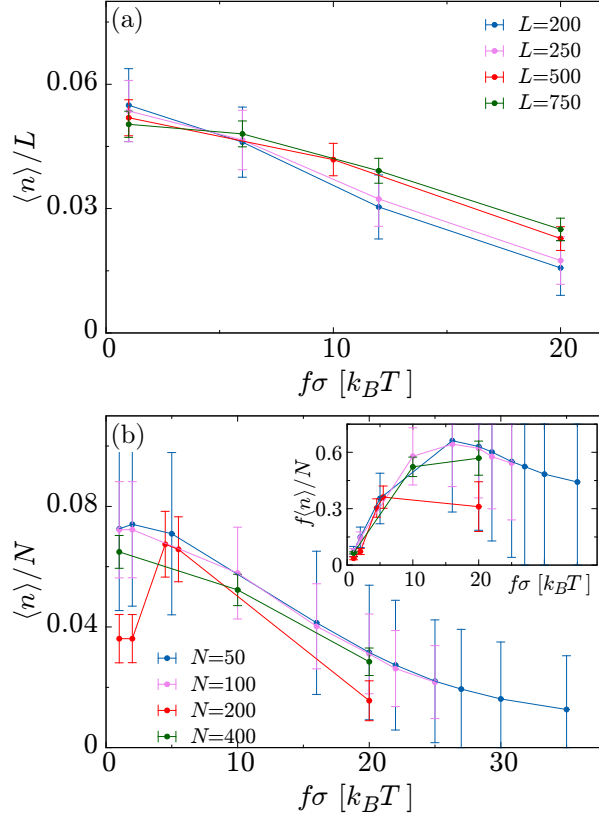 (a)
L=200
L=250
L=500
L=750
0.06
0.03
0
⟨n⟩/L
10
20
fσ [k_BT]
(b)
N=50
N=100
N=200
N=400
0.08
0.04
0
⟨n⟩/N
0
10
20
30
fσ [k_BT]
0.6
0.3
0
f⟨n⟩/N
0
10
20
30
fσ [k_BT]